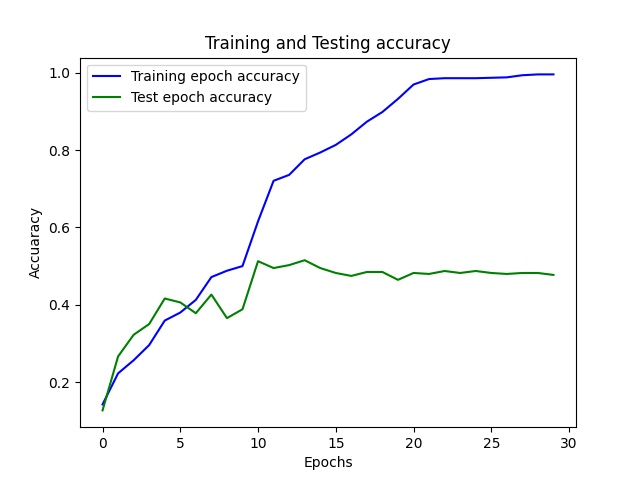 Training and Testing accuracy
Training epoch accuracy
Test epoch accuracy
1.0
0.8
0.6
0.4
0.2
Accuaracy
0 5 10 15 20 25 30
Epochs